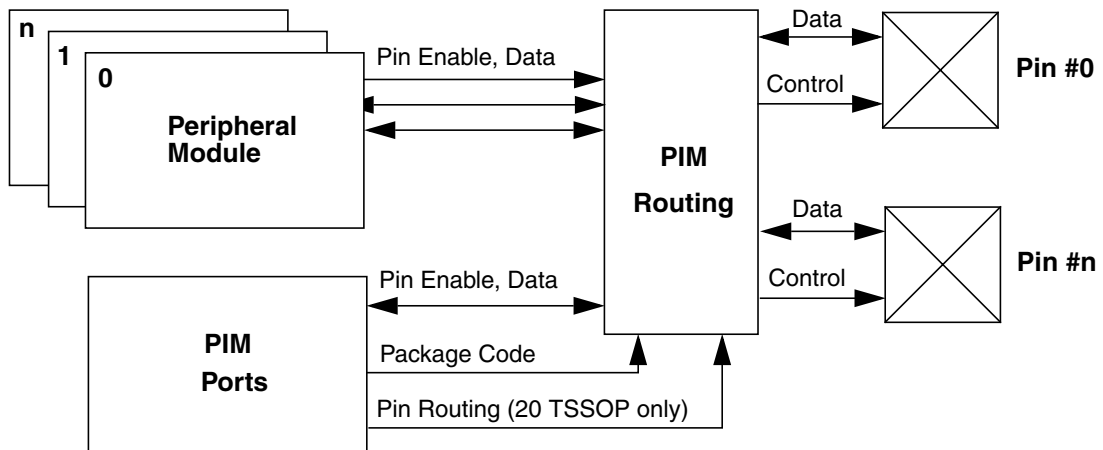 n
1
0
Peripheral
Module
Pin Enable, Data
PIM
Routing
Data
Control
Pin #0
Data
Control
Pin #n
PIM
Ports
Pin Enable, Data
Package Code
Pin Routing (20 TSSOP only)